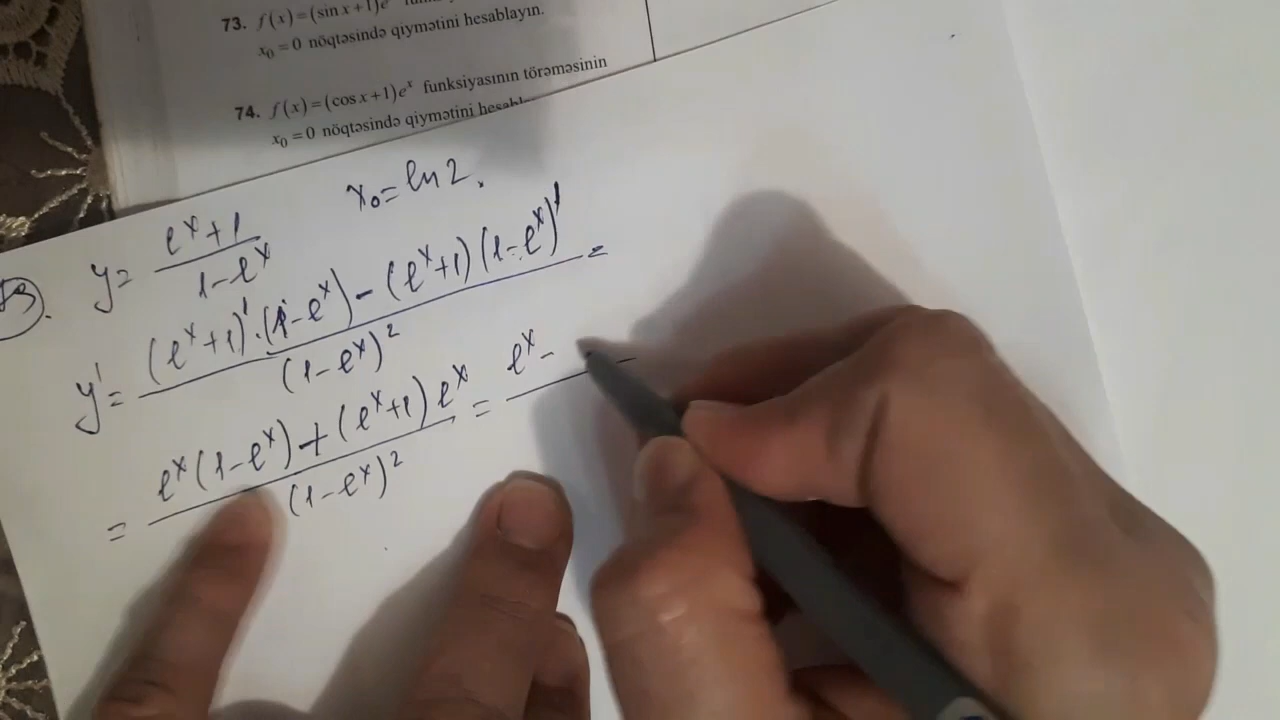 73. f(x)=(sin x+1)e
x₀ = 0 nöqtəsində qiymətini hesablayın.
74. f(x)=(cos x+1)eˣ funksiyasının törəməsinin
x₀ = 0 nöqtəsində qiymətini
x₀ = ln 2.
y = (eˣ+1)/(1-eˣ)
y' = ((eˣ+1)'·(1-eˣ) - (eˣ+1)(1-eˣ)')/(1-eˣ)² =
= (eˣ(1-eˣ)+(eˣ+1)eˣ)/(1-eˣ)² = eˣ -